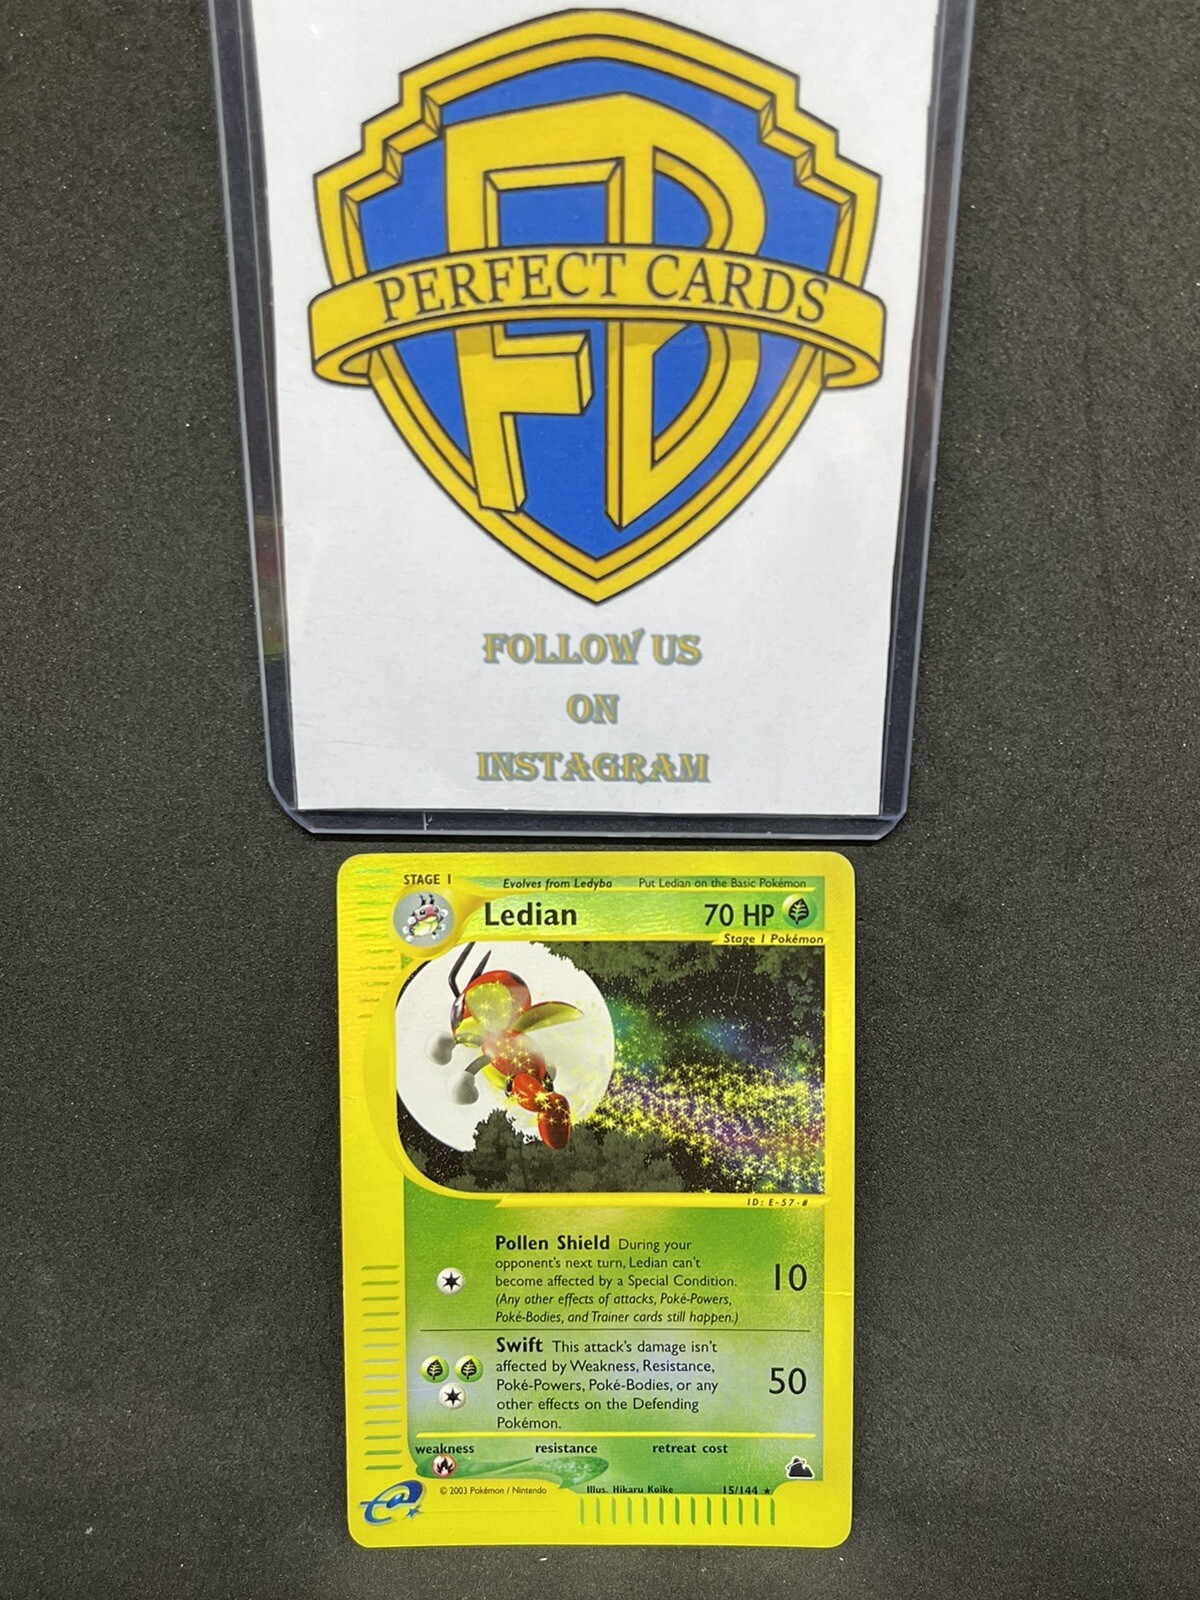 FB
PERFECT CARDS
FOLLOW US
ON
INSTAGRAM
STAGE 1 Evolves from Ledyba Put Ledian on the Basic Pokémon
Ledian 70 HP
Stage 1 Pokémon
ID: E-57-#
Pollen Shield During your
opponent's next turn, Ledian can't
become affected by a Special Condition.
(Any other effects of attacks, Poké-Powers,
Poké-Bodies, and Trainer cards still happen.)
10
Swift This attack's damage isn't
affected by Weakness, Resistance,
Poké-Powers, Poké-Bodies, or any
other effects on the Defending
Pokémon.
50
weakness resistance retreat cost
e
© 2003 Pokémon / Nintendo Illus. Hikaru Koike 15/144 ★